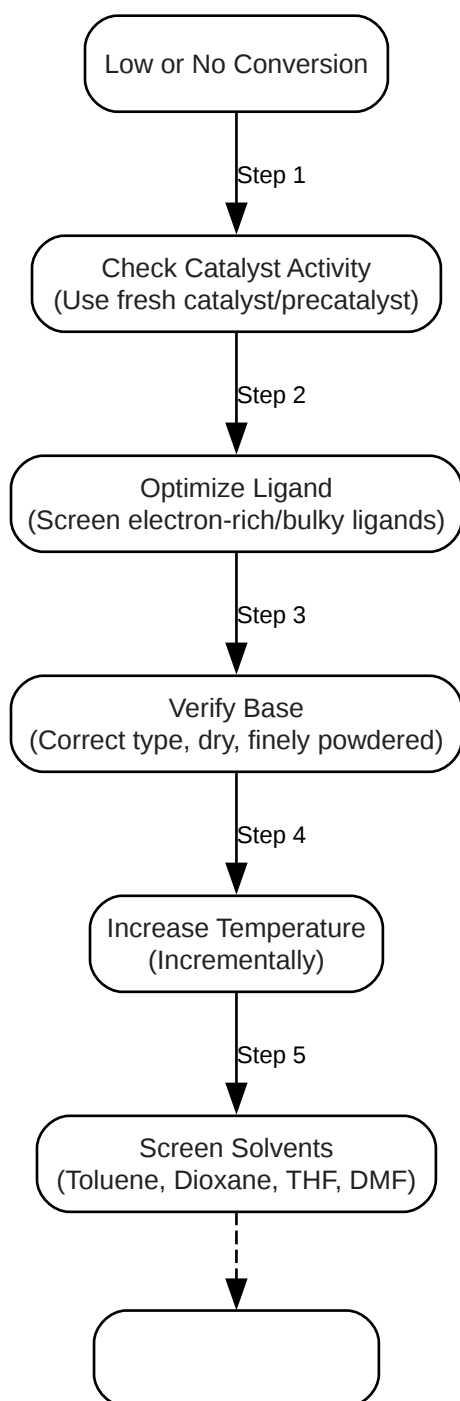 Low or No Conversion
Step 1
Check Catalyst Activity
(Use fresh catalyst/precatalyst)
Step 2
Optimize Ligand
(Screen electron-rich/bulky ligands)
Step 3
Verify Base
(Correct type, dry, finely powdered)
Step 4
Increase Temperature
(Incrementally)
Step 5
Screen Solvents
(Toluene, Dioxane, THF, DMF)